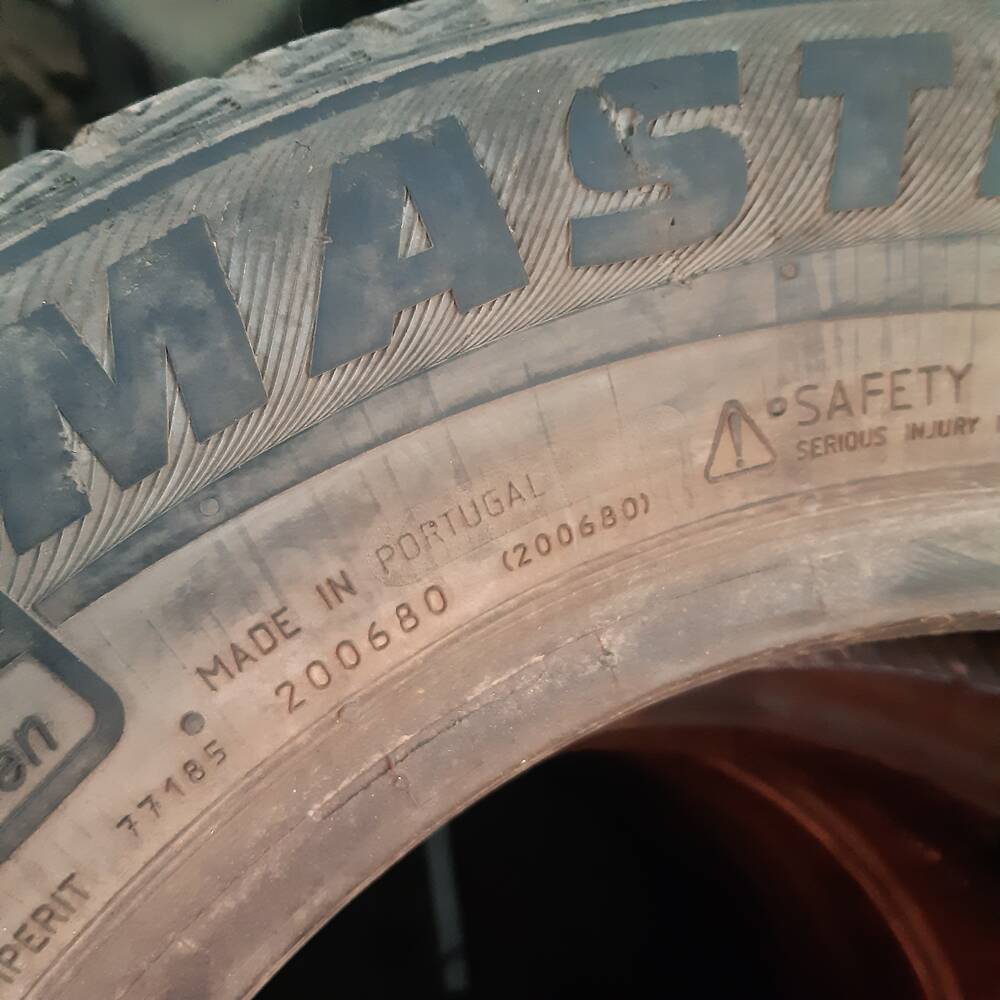 MAST
SAFETY
SERIOUS INJURY
MADE IN PORTUGAL
200680 (200680)
77185
en
PERIT